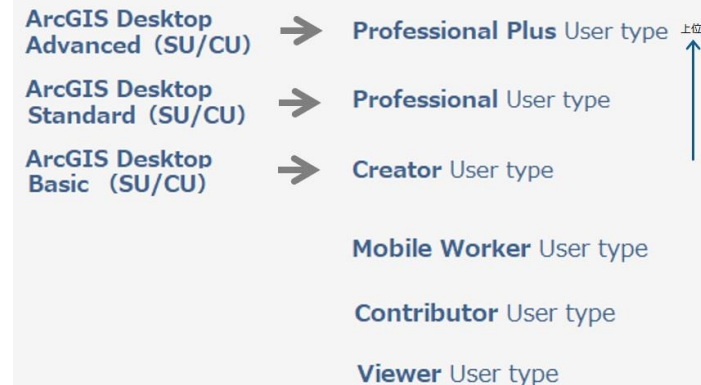 ArcGIS Desktop
Advanced（SU/CU）
Professional Plus User type
上位
ArcGIS Desktop
Standard（SU/CU）
Professional User type
ArcGIS Desktop
Basic （SU/CU）
Creator User type
Mobile Worker User type
Contributor User type
Viewer User type